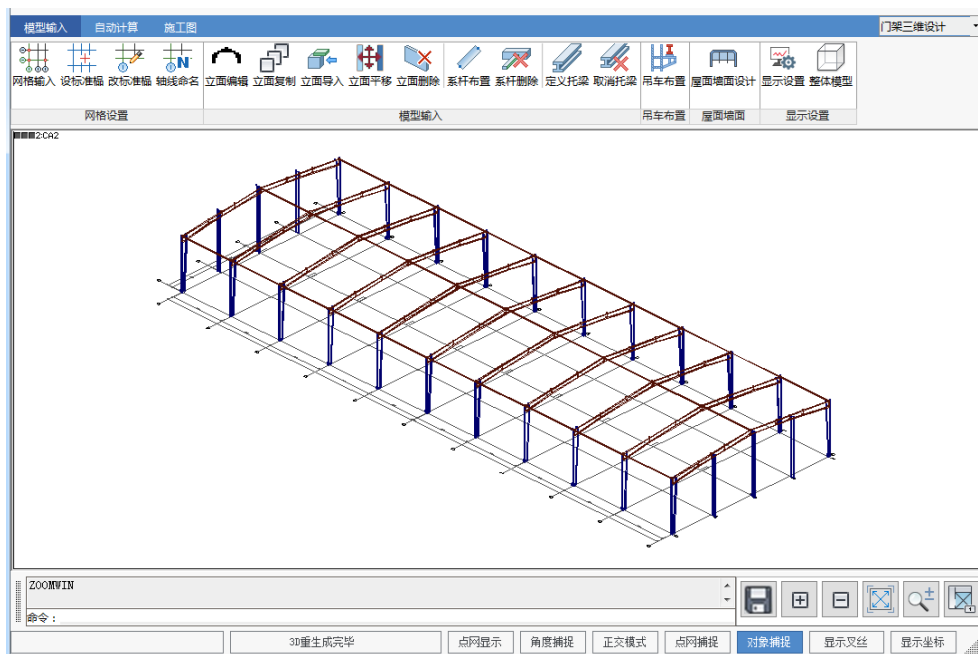 模型输入 自动计算 施工图 门架三维设计
网格输入 设标准榀 改标准榀 轴线命名 立面编辑 立面复制 立面导入 立面平移 立面删除 系杆布置 系杆删除 定义托梁 取消托梁 吊车布置 屋面墙面设计 显示设置 整体模型
网格设置 模型输入 吊车布置 屋面墙面 显示设置
2:CA2
ZOOMWIN
命令：
3D重生成完毕 点网显示 角度捕捉 正交模式 点网捕捉 对象捕捉 显示叉丝 显示坐标